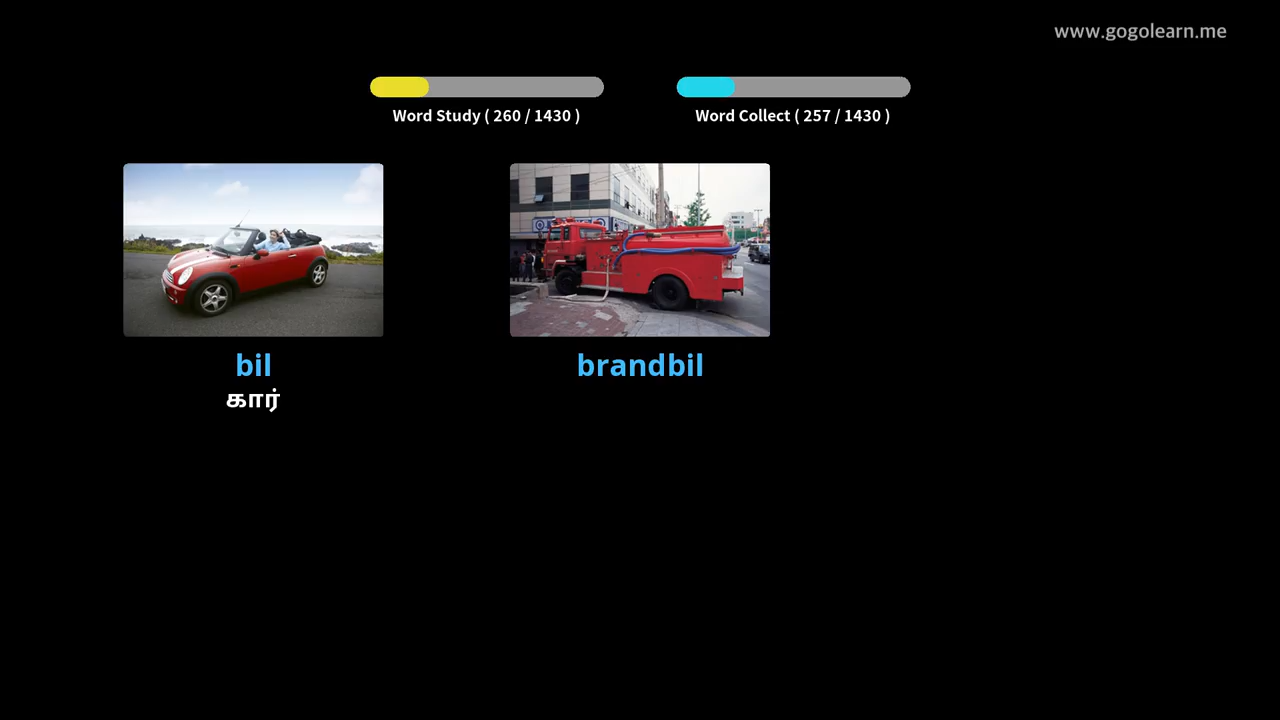 www.gogolearn.me
Word Study ( 260 / 1430 )
Word Collect ( 257 / 1430 )
bil
brandbil
கார்